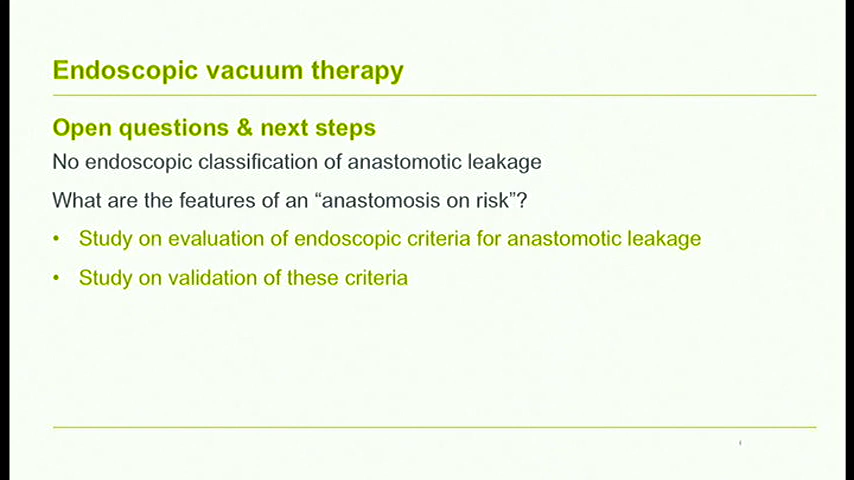 Endoscopic vacuum therapy
Open questions & next steps
No endoscopic classification of anastomotic leakage
What are the features of an “anastomosis on risk”?
• Study on evaluation of endoscopic criteria for anastomotic leakage
• Study on validation of these criteria